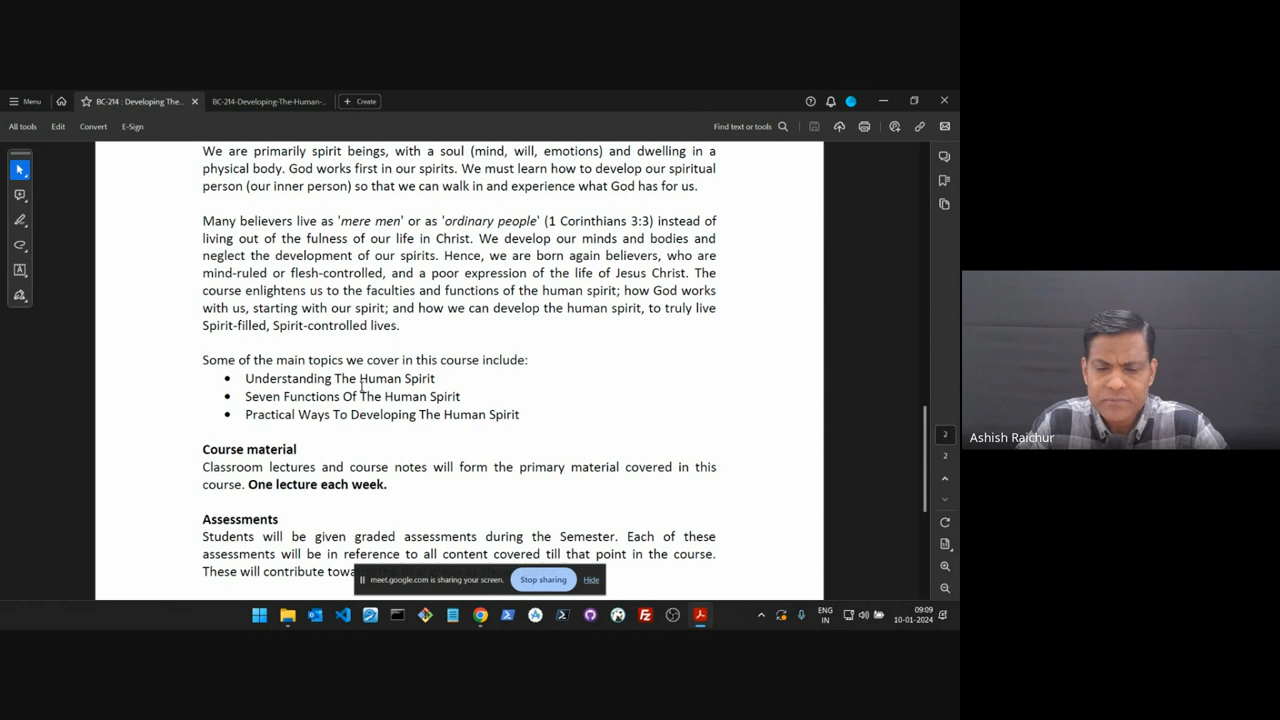 Menu
BC-214 : Developing The...
BC-214-Developing-The-Human-...
Create
All tools
Edit
Convert
E-Sign
Find text or tools
We are primarily spirit beings, with a soul (mind, will, emotions) and dwelling in a
physical body. God works first in our spirits. We must learn how to develop our spiritual
person (our inner person) so that we can walk in and experience what God has for us.
Many believers live as 'mere men' or as 'ordinary people' (1 Corinthians 3:3) instead of
living out of the fulness of our life in Christ. We develop our minds and bodies and
neglect the development of our spirits. Hence, we are born again believers, who are
mind-ruled or flesh-controlled, and a poor expression of the life of Jesus Christ. The
course enlightens us to the faculties and functions of the human spirit; how God works
with us, starting with our spirit; and how we can develop the human spirit, to truly live
Spirit-filled, Spirit-controlled lives.
Some of the main topics we cover in this course include:
• Understanding The Human Spirit
• Seven Functions Of The Human Spirit
• Practical Ways To Developing The Human Spirit
Course material
Classroom lectures and course notes will form the primary material covered in this
course. One lecture each week.
Assessments
Students will be given graded assessments during the Semester. Each of these
assessments will be in reference to all content covered till that point in the course.
These will contribute towa
meet.google.com is sharing your screen.
Stop sharing
Hide
2
2
Ashish Raichur
ENG
IN
09:09
10-01-2024